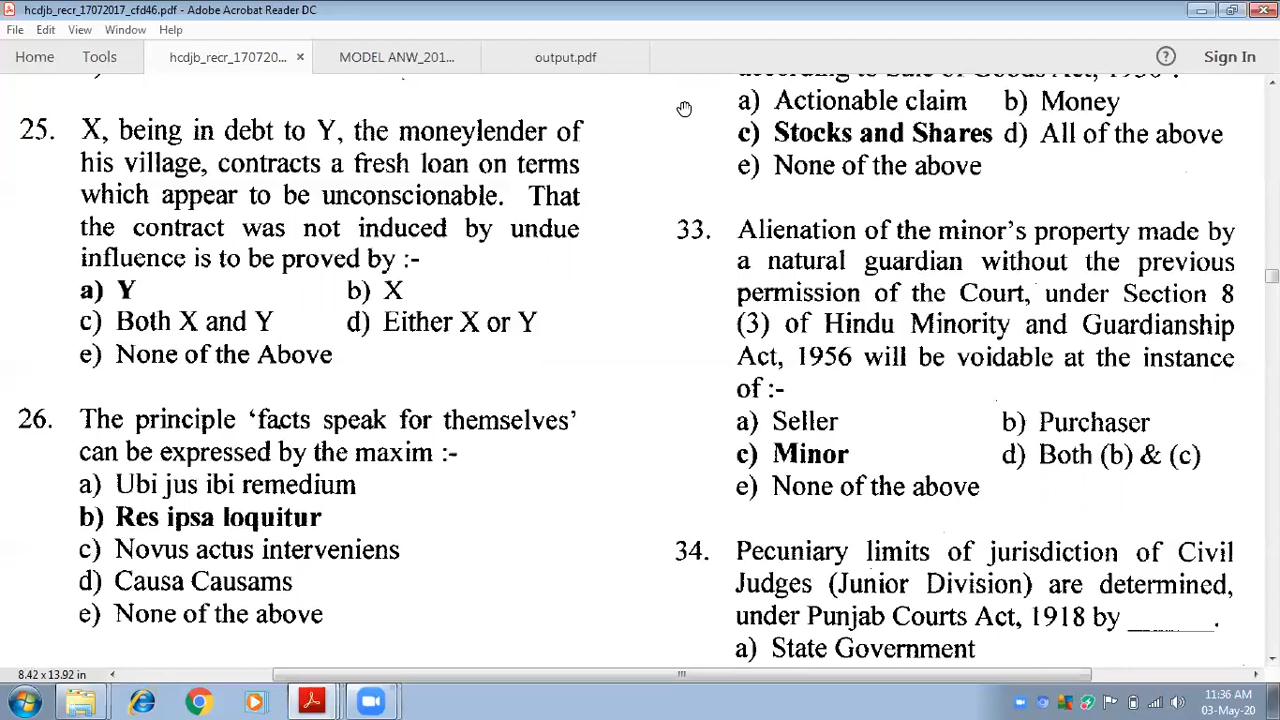 hcdjb_recr_17072017_cfd46.pdf - Adobe Acrobat Reader DC
File Edit View Window Help
Home Tools hcdjb_recr_170720... × MODEL ANW_201... output.pdf ? Sign In
25. X, being in debt to Y, the moneylender of
his village, contracts a fresh loan on terms
which appear to be unconscionable. That
the contract was not induced by undue
influence is to be proved by :-
a) Y b) X
c) Both X and Y d) Either X or Y
e) None of the Above
26. The principle ‘facts speak for themselves’
can be expressed by the maxim :-
a) Ubi jus ibi remedium
b) Res ipsa loquitur
c) Novus actus interveniens
d) Causa Causams
e) None of the above
according to Sale of Goods Act, 1930 :
a) Actionable claim b) Money
c) Stocks and Shares d) All of the above
e) None of the above
33. Alienation of the minor’s property made by
a natural guardian without the previous
permission of the Court, under Section 8
(3) of Hindu Minority and Guardianship
Act, 1956 will be voidable at the instance
of :-
a) Seller b) Purchaser
c) Minor d) Both (b) & (c)
e) None of the above
34. Pecuniary limits of jurisdiction of Civil
Judges (Junior Division) are determined,
under Punjab Courts Act, 1918 by _______.
a) State Government
8.42 x 13.92 in
11:36 AM
03-May-20